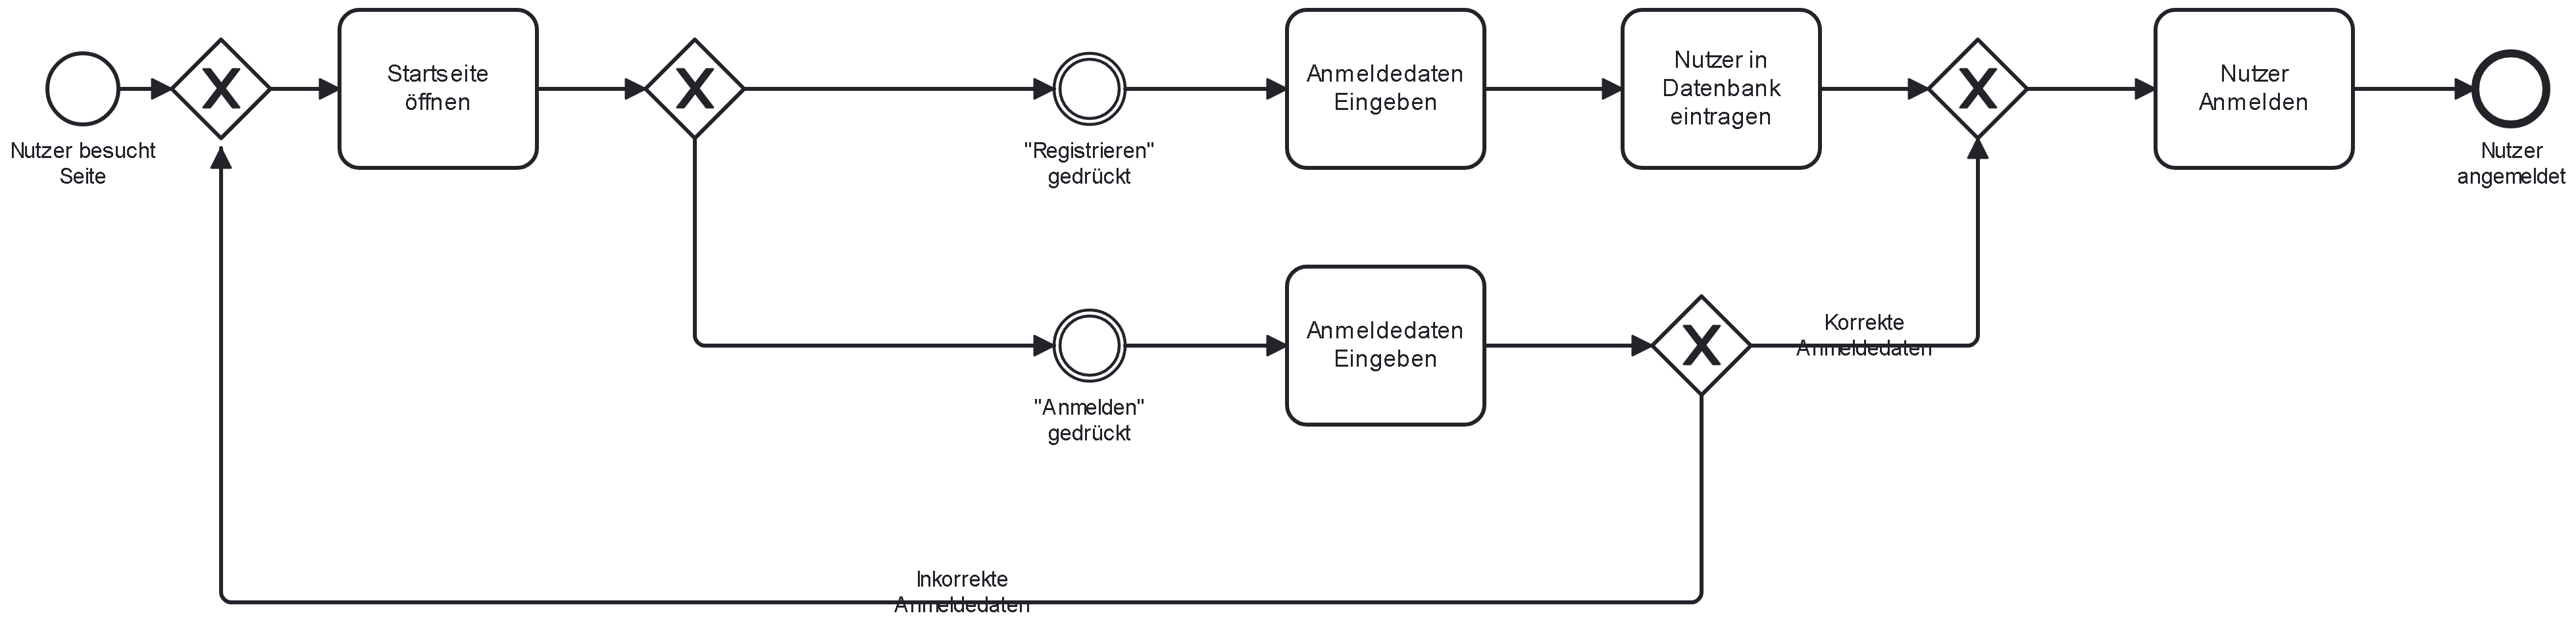 Nutzer besucht
Seite
X
Startseite
öffnen
X
"Registrieren"
gedrückt
Anmeldedaten
Eingeben
Nutzer in
Datenbank
eintragen
X
Nutzer
Anmelden
Nutzer
angemeldet
"Anmelden"
gedrückt
Anmeldedaten
Eingeben
X
Korrekte
Anmeldedaten
Inkorrekte
Anmeldedaten